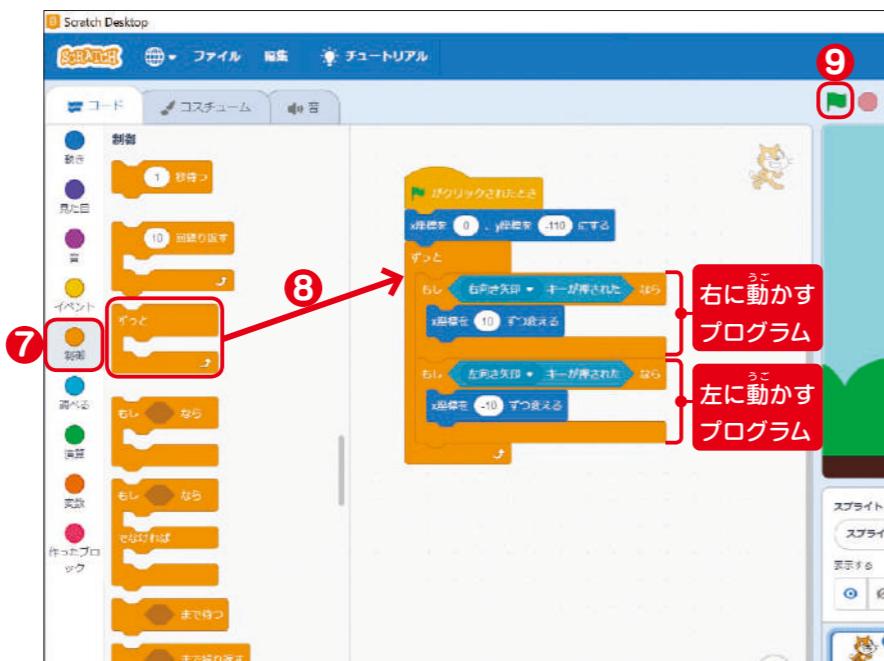 Scratch Desktop
SCRATCH ファイル 編集 チュートリアル
9
コード コスチューム 音
動き
見た目
音
イベント
7
制御
調べる
演算
変数
作ったブロック
制御
1 秒待つ
10 回繰り返す
ずっと
もし なら
もし なら
でなければ
まで待つ
まで繰り返す
8
がクリックされたとき
x座標を 0 、y座標を -110 にする
ずっと
もし 右向き矢印 キーが押された なら
x座標を 10 ずつ変える
もし 左向き矢印 キーが押された なら
x座標を -10 ずつ変える
右に動かす
うご
プログラム
左に動かす
うご
プログラム
スプライト
スプライ
表示する